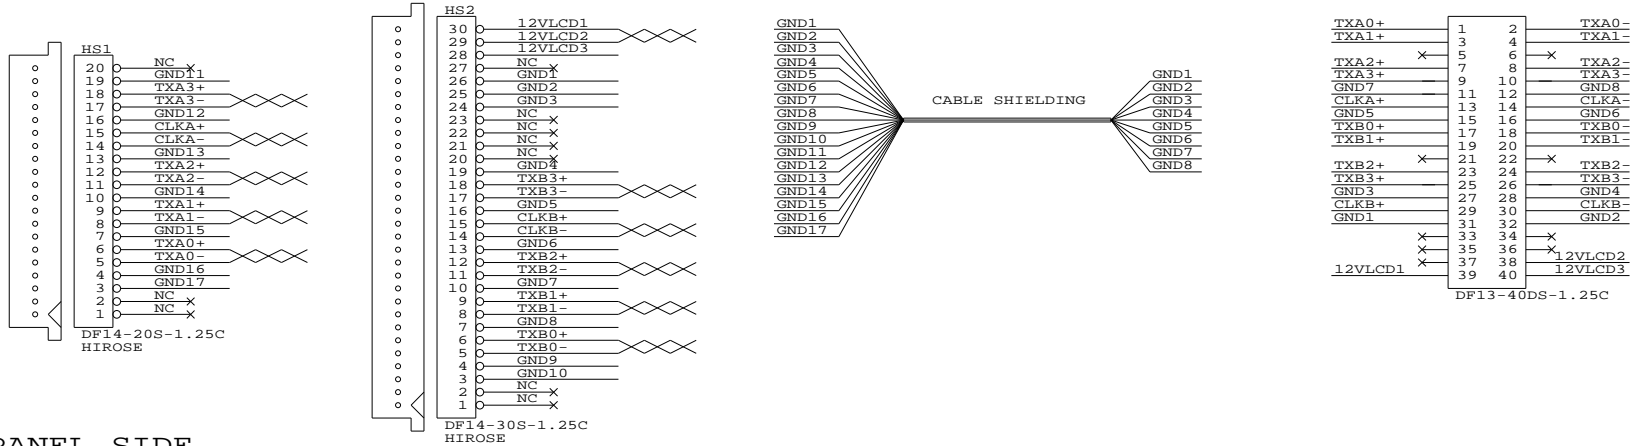 HS1
20 NC
19 GND11
18 TXA3+
17 TXA3-
16 GND12
15 CLKA+
14 CLKA-
13 GND13
12 TXA2+
11 TXA2-
10 GND14
9 TXA1+
8 TXA1-
7 GND15
6 TXA0+
5 TXA0-
4 GND16
3 GND17
2 NC
1 NC
DF14-20S-1.25C
HIROSE
HS2
30 12VLCD1
29 12VLCD2
28 12VLCD3
27 NC
26 GND1
25 GND2
24 GND3
23 NC
22 NC
21 NC
20 NC
19 GND4
18 TXB3+
17 TXB3-
16 GND5
15 CLKB+
14 CLKB-
13 GND6
12 TXB2+
11 TXB2-
10 GND7
9 TXB1+
8 TXB1-
7 GND8
6 TXB0+
5 TXB0-
4 GND9
3 GND10
2 NC
1 NC
DF14-30S-1.25C
HIROSE
GND1
GND2
GND3
GND4
GND5
GND6
GND7
GND8
GND9
GND10
GND11
GND12
GND13
GND14
GND15
GND16
GND17
CABLE SHIELDING
GND1
GND2
GND3
GND4
GND5
GND6
GND7
GND8
TXA0+ 1 2 TXA0-
TXA1+ 3 4 TXA1-
5 6
TXA2+ 7 8 TXA2-
TXA3+ 9 10 TXA3-
GND7 11 12 GND8
CLKA+ 13 14 CLKA-
GND5 15 16 GND6
TXB0+ 17 18 TXB0-
TXB1+ 19 20 TXB1-
21 22
TXB2+ 23 24 TXB2-
TXB3+ 25 26 TXB3-
GND3 27 28 GND4
CLKB+ 29 30 CLKB-
GND1 31 32 GND2
33 34
35 36
37 38 12VLCD2
12VLCD1 39 40 12VLCD3
DF13-40DS-1.25C
PANEL SIDE